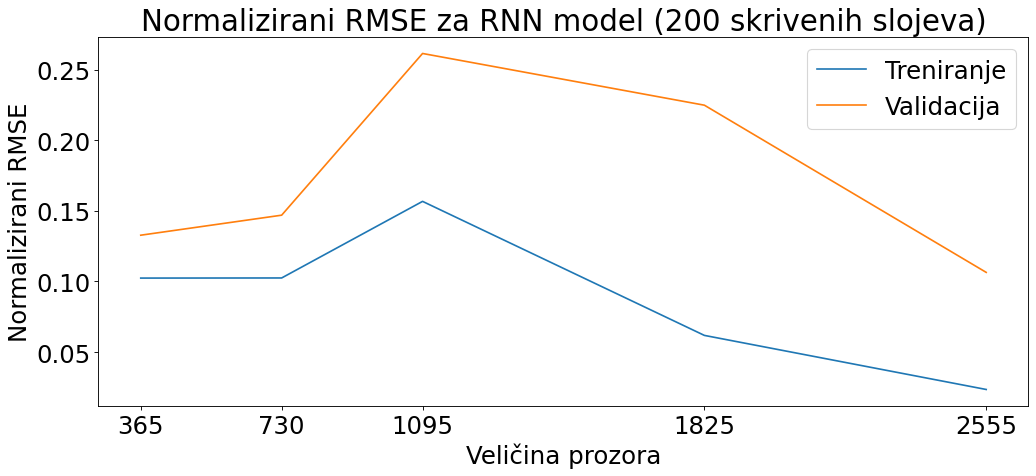 Normalizirani RMSE za RNN model (200 skrivenih slojeva)
Treniranje
Validacija
Normalizirani RMSE
0.25
0.20
0.15
0.10
0.05
365 730 1095 1825 2555
Veličina prozora